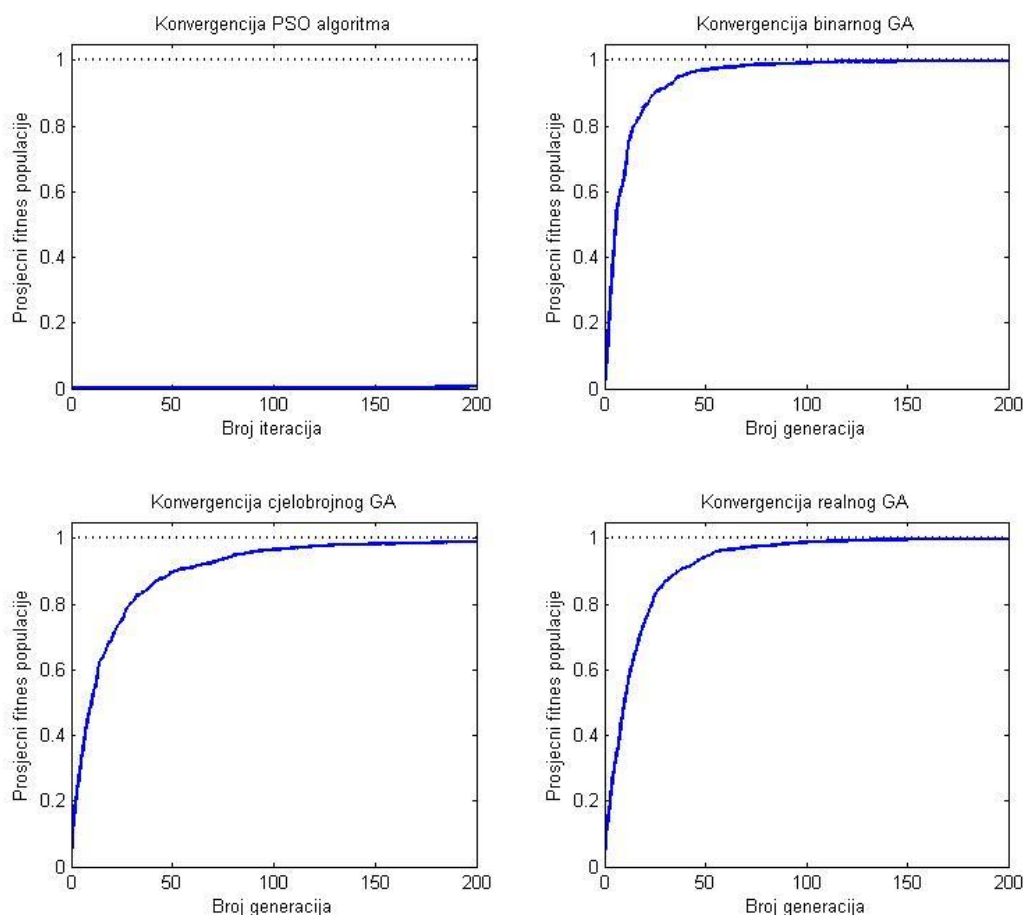 Konvergencija PSO algoritma
1
0.8
0.6
0.4
0.2
0
Prosjecni fitnes populacije
0 50 100 150 200
Broj iteracija
Konvergencija binarnog GA
1
0.8
0.6
0.4
0.2
0
Prosjecni fitnes populacije
0 50 100 150 200
Broj generacija
Konvergencija cjelobrojnog GA
1
0.8
0.6
0.4
0.2
0
Prosjecni fitnes populacije
0 50 100 150 200
Broj generacija
Konvergencija realnog GA
1
0.8
0.6
0.4
0.2
0
Prosjecni fitnes populacije
0 50 100 150 200
Broj generacija